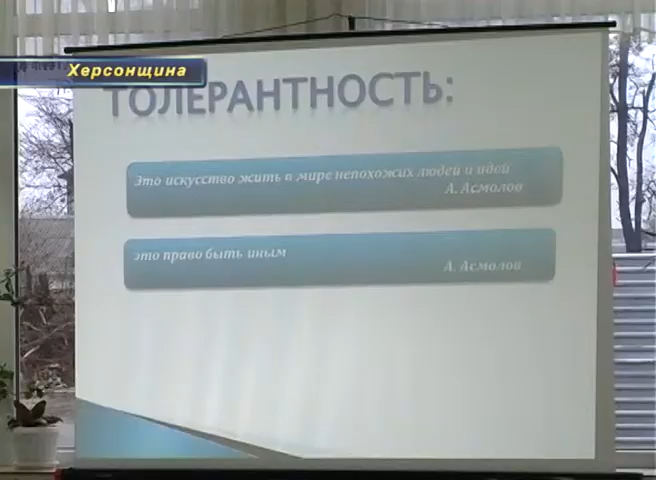 Херсонщина
ТОЛЕРАНТНОСТЬ:
Это искусство жить в мире непохожих людей и идей
А. Асмолов
это право быть иным
А. Асмолов